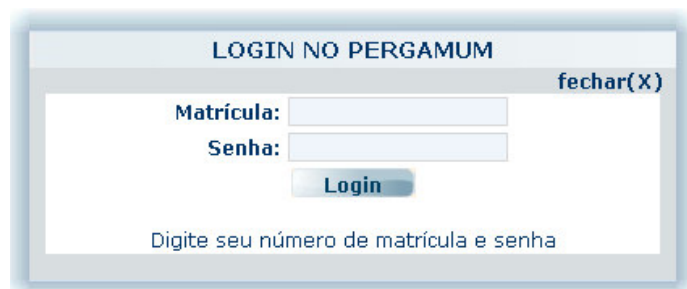 LOGIN NO PERGAMUM
fechar(X)
Matrícula:
Senha:
Login
Digite seu número de matrícula e senha